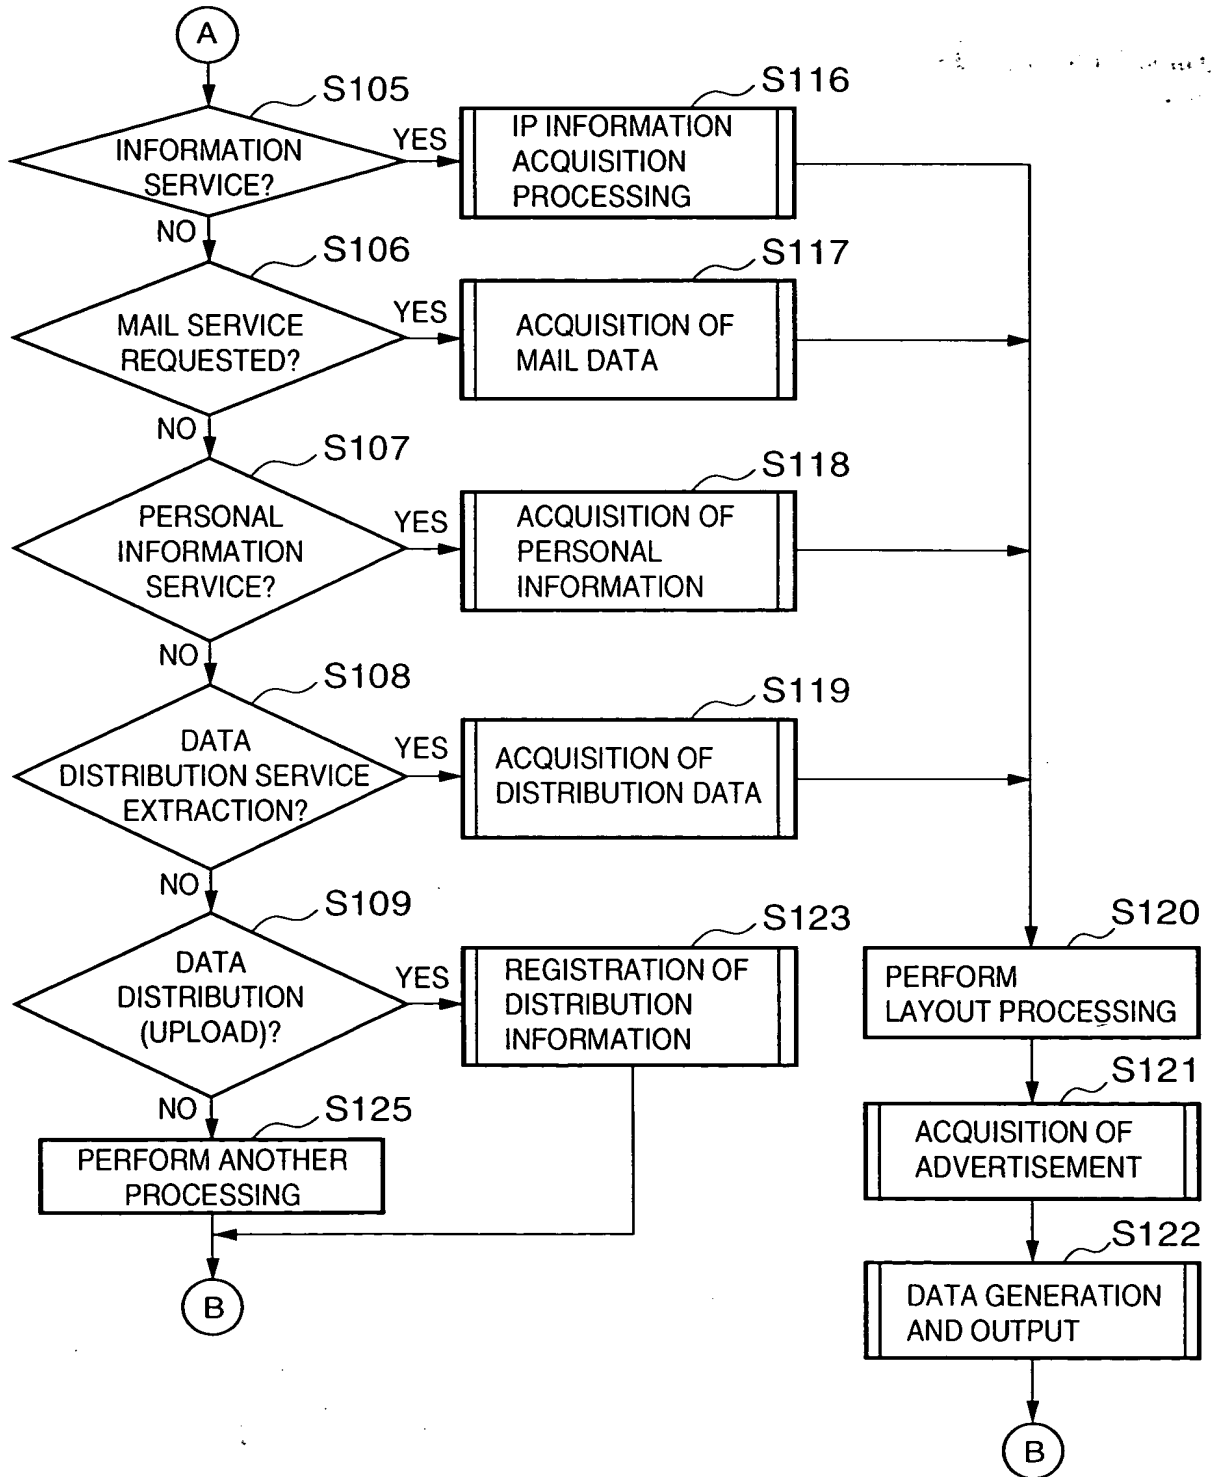 A
S105
INFORMATION
SERVICE?
YES
S116
IP INFORMATION
ACQUISITION
PROCESSING
NO
S106
MAIL SERVICE
REQUESTED?
YES
S117
ACQUISITION OF
MAIL DATA
NO
S107
PERSONAL
INFORMATION
SERVICE?
YES
S118
ACQUISITION OF
PERSONAL
INFORMATION
NO
S108
DATA
DISTRIBUTION SERVICE
EXTRACTION?
YES
S119
ACQUISITION OF
DISTRIBUTION DATA
NO
S109
DATA
DISTRIBUTION
(UPLOAD)?
YES
S123
REGISTRATION OF
DISTRIBUTION
INFORMATION
NO
S125
PERFORM ANOTHER
PROCESSING
B
S120
PERFORM
LAYOUT PROCESSING
S121
ACQUISITION OF
ADVERTISEMENT
S122
DATA GENERATION
AND OUTPUT
B